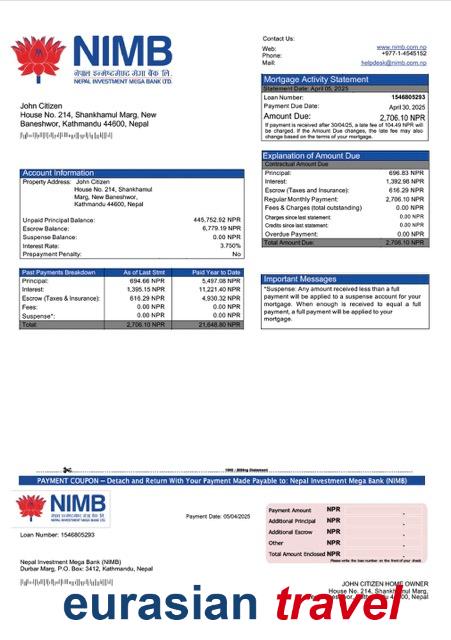 NIMB
नेपाल इन्भेष्टमेण्ट मेगा बैंक लि.
NEPAL INVESTMENT MEGA BANK LTD.
Contact Us:
Web: www.nimb.com.np
Phone: +977-1-4545152
Mail: helpdesk@nimb.com.np
John Citizen
House No. 214, Shankhamul Marg, New
Baneshwor, Kathmandu 44600, Nepal
Mortgage Activity Statement
Statement Date: April 05, 2025
Loan Number: 1546805293
Payment Due Date: April 30, 2025
Amount Due: 2,706.10 NPR
If payment is received after 30/04/25, a late fee of 104.49 NPR will
be charged. If the Amount Due changes, the late fee may also
change based on the terms of your mortgage.
Explanation of Amount Due
Contractual Amount Due
Principal: 696.83 NPR
Interest: 1,392.98 NPR
Escrow (Taxes and Insurance): 616.29 NPR
Regular Monthly Payment: 2,706.10 NPR
Fees & Charges (total outstanding) 0.00 NPR
Charges since last statement: 0.00 NPR
Credits since last statement: 0.00 NPR
Overdue Payment: 0.00 NPR
Total Amount Due: 2,706.10 NPR
Account Information
Property Address: John Citizen
House No. 214, Shankhamul
Marg, New Baneshwor,
Kathmandu 44600, Nepal
Unpaid Principal Balance: 445,752.92 NPR
Escrow Balance: 6,779.19 NPR
Suspense Balance: 0.00 NPR
Interest Rate: 3.750%
Prepayment Penalty: No
Past Payments Breakdown As of Last Stmt Paid Year to Date
Principal: 694.66 NPR 5,497.08 NPR
Interest: 1,395.15 NPR 11,221.40 NPR
Escrow (Taxes & Insurance): 616.29 NPR 4,930.32 NPR
Fees: 0.00 NPR 0.00 NPR
Suspense*: 0.00 NPR 0.00 NPR
Total: 2,706.10 NPR 21,648.80 NPR
Important Messages
*Suspense: Any amount received less than a full
payment will be applied to a suspense account for your
mortgage. When enough is received to equal a full
payment, a full payment will be applied to your
mortgage.
PAYMENT COUPON – Detach and Return With Your Payment Made Payable to: Nepal Investment Mega Bank (NIMB)
NIMB
नेपाल इन्भेष्टमेण्ट मेगा बैंक लि.
NEPAL INVESTMENT MEGA BANK LTD.
Payment Date: 05/04/2025
Loan Number: 1546805293
Payment Amount NPR .
Additional Principal NPR .
Additional Escrow NPR .
Other NPR .
Total Amount Enclosed NPR .
Please write the loan number on the front of your check
Nepal Investment Mega Bank (NIMB)
Durbar Marg, P.O. Box: 3412, Kathmandu, Nepal
JOHN CITIZEN HOME OWNER
eurasian travel